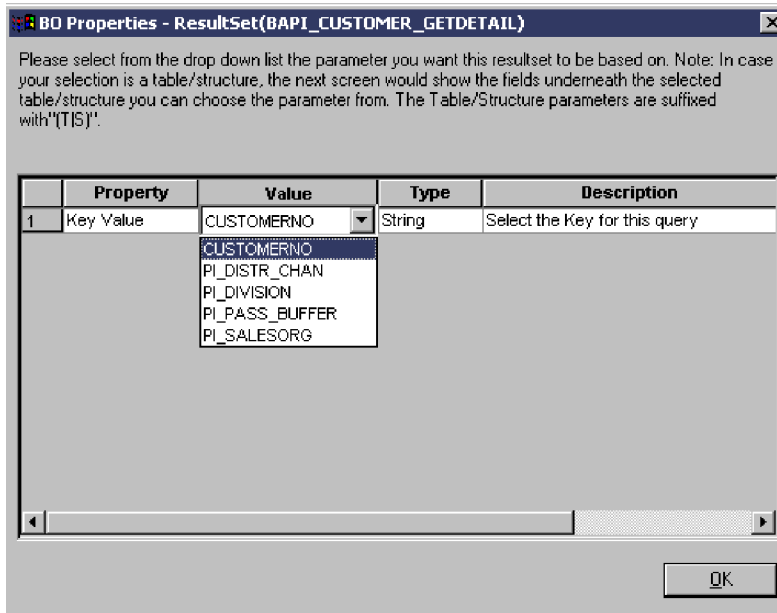 BO Properties - ResultSet(BAPI_CUSTOMER_GETDETAIL)
Please select from the drop down list the parameter you want this resultset to be based on. Note: In case
your selection is a table/structure, the next screen would show the fields underneath the selected
table/structure you can choose the parameter from. The Table/Structure parameters are suffixed
with"(T|S)".
Property Value Type Description
1 Key Value CUSTOMERNO String Select the Key for this query
CUSTOMERNO
PI_DISTR_CHAN
PI_DIVISION
PI_PASS_BUFFER
PI_SALESORG
OK